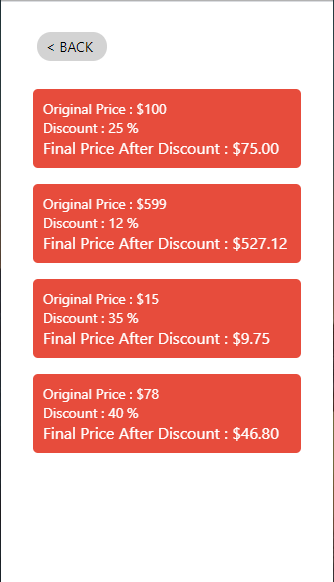 < BACK
Original Price : $100
Discount : 25 %
Final Price After Discount : $75.00
Original Price : $599
Discount : 12 %
Final Price After Discount : $527.12
Original Price : $15
Discount : 35 %
Final Price After Discount : $9.75
Original Price : $78
Discount : 40 %
Final Price After Discount : $46.80